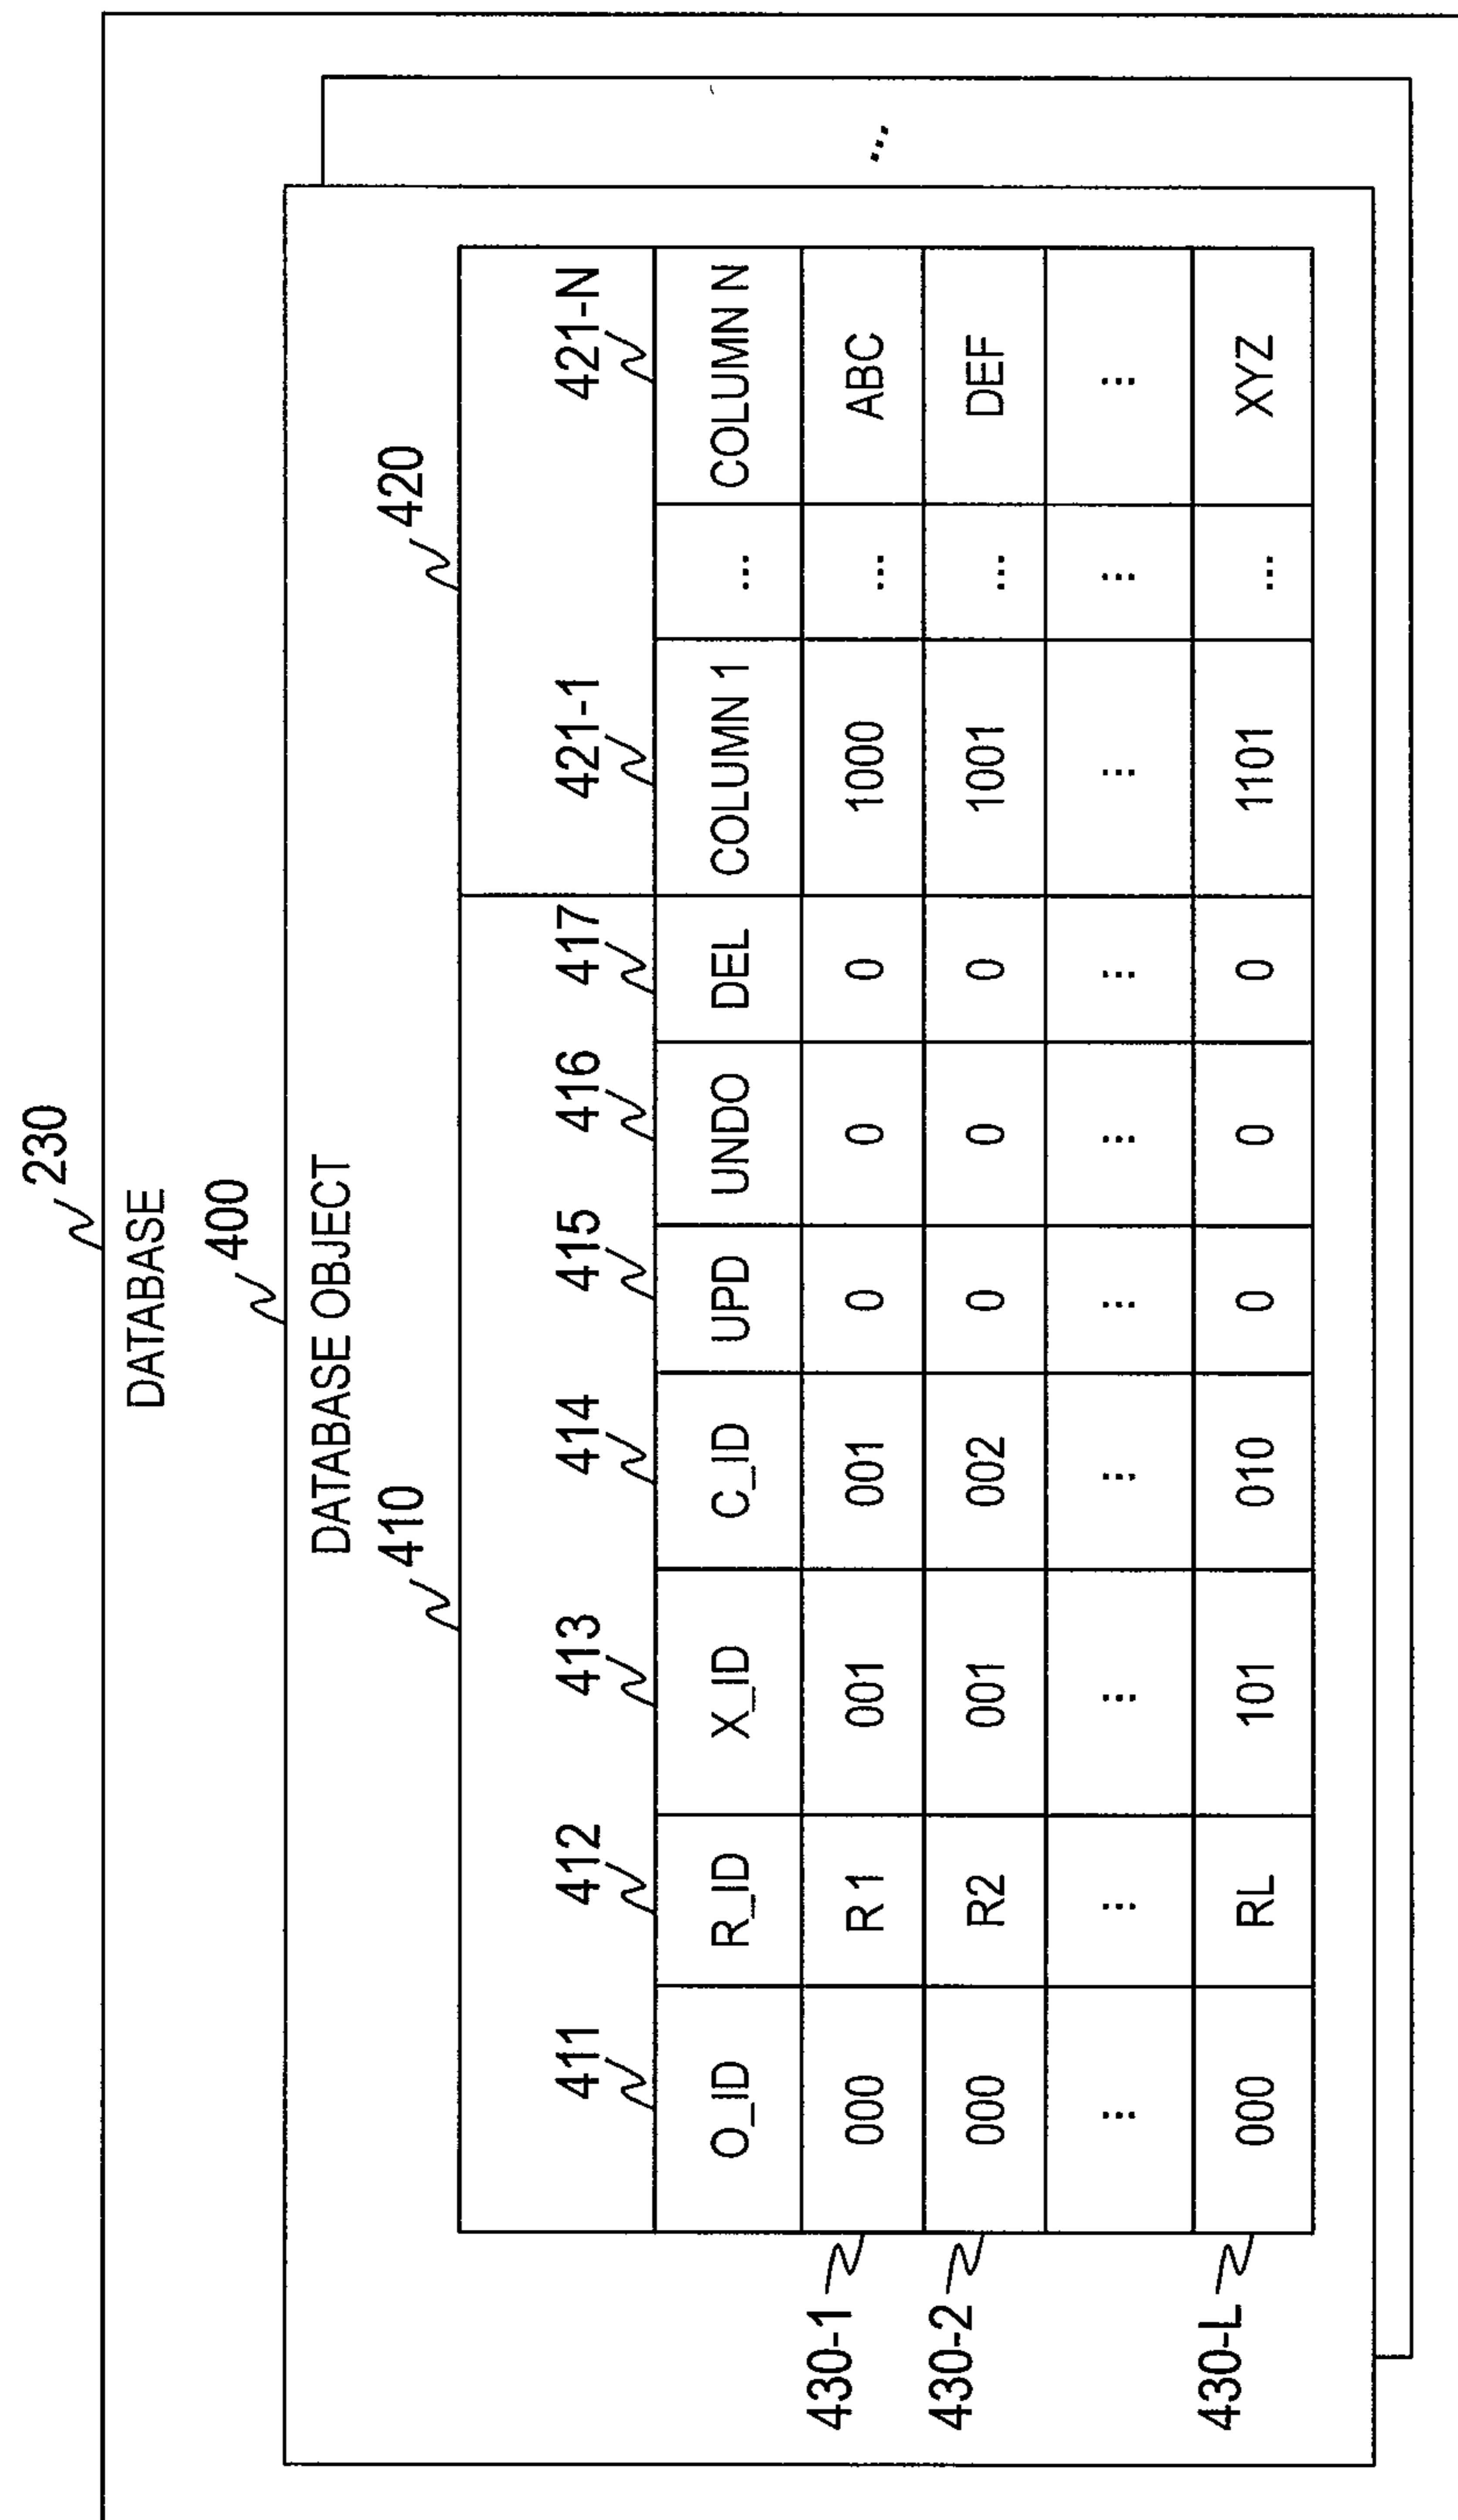 230
DATABASE
400
DATABASE OBJECT
410 420
411 412 413 414 415 416 417 421-1 421-N
O_ID R_ID X_ID C_ID UPD UNDO DEL COLUMN 1 ... COLUMN N
430-1 000 R1 001 001 0 0 0 1000 ... ABC ...
430-2 000 R2 001 002 0 0 0 1001 ... DEF
... ... ... ... ... ... ... ... ... ...
430-L 000 RL 101 010 0 0 0 1101 ... XYZ